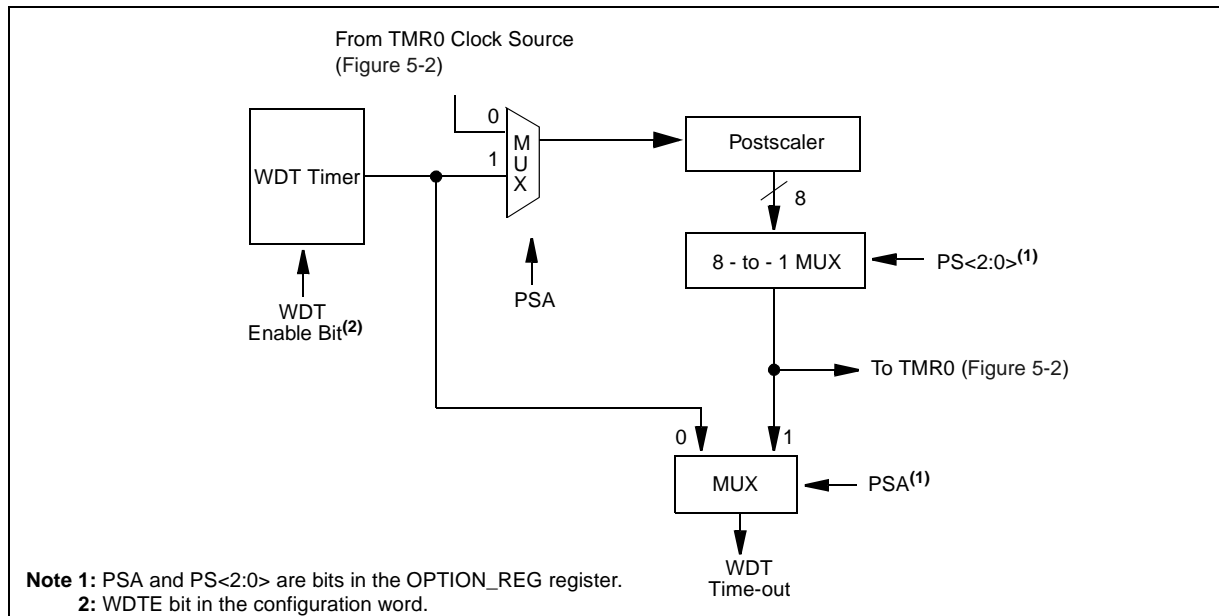 From TMR0 Clock Source
(Figure 5-2)
0
1
M
U
X
WDT Timer
Postscaler
8
8 - to - 1 MUX
PS<2:0>(1)
PSA
WDT
Enable Bit(2)
To TMR0 (Figure 5-2)
0
1
MUX
PSA(1)
WDT
Time-out
Note 1: PSA and PS<2:0> are bits in the OPTION_REG register.
2: WDTE bit in the configuration word.